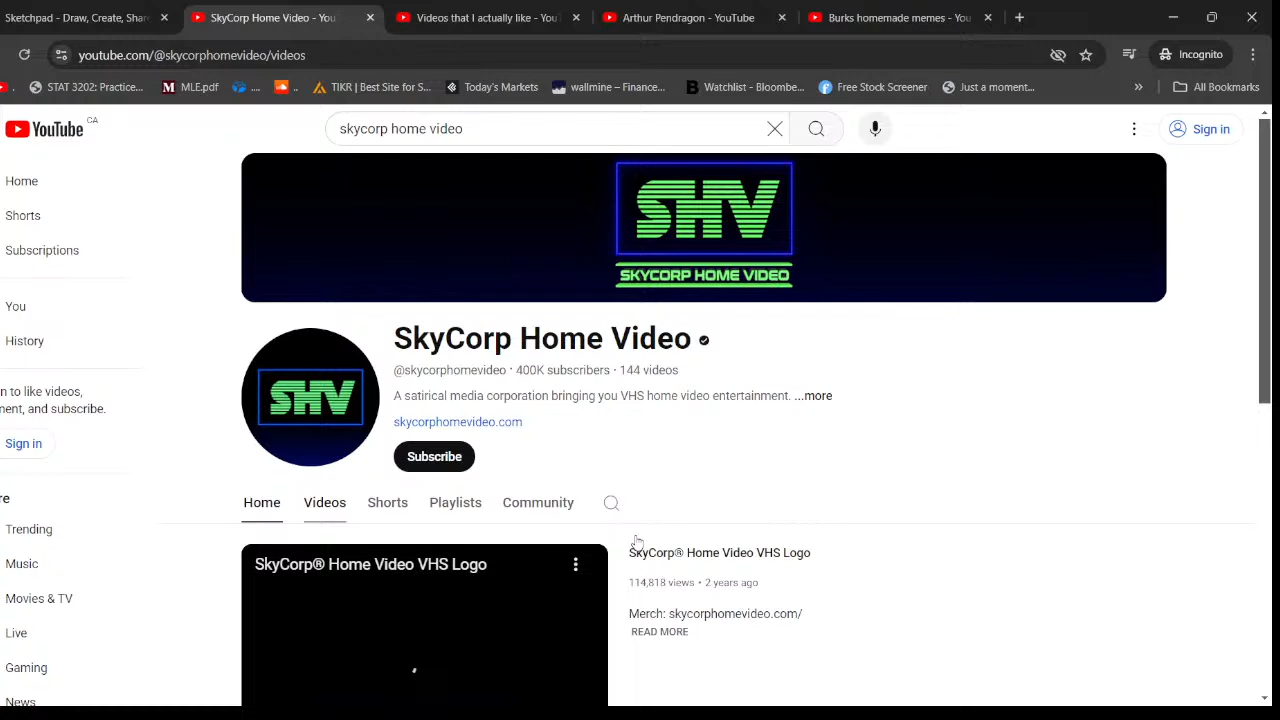 Sketchpad - Draw, Create, Shar
SkyCorp Home Video - You
Videos that I actually like - You
Arthur Pendragon - YouTube
Burks homemade memes - You
youtube.com/@skycorphomevideo/videos
Incognito
STAT 3202: Practice...
MLE.pdf
TIKR | Best Site for S...
Today's Markets
wallmine – Finance...
Watchlist - Bloombe...
Free Stock Screener
Just a moment...
»
All Bookmarks
YouTube CA
skycorp home video
Sign in
Home
Shorts
Subscriptions
You
History
n to like videos,
ment, and subscribe.
Sign in
re
Trending
Music
Movies & TV
Live
Gaming
News
SHV
SKYCORP HOME VIDEO
SHV
SkyCorp Home Video
@skycorphomevideo · 400K subscribers · 144 videos
A satirical media corporation bringing you VHS home video entertainment. ...more
skycorphomevideo.com
Subscribe
Home Videos Shorts Playlists Community
SkyCorp® Home Video VHS Logo
SkyCorp® Home Video VHS Logo
114,818 views • 2 years ago
Merch: skycorphomevideo.com/
READ MORE